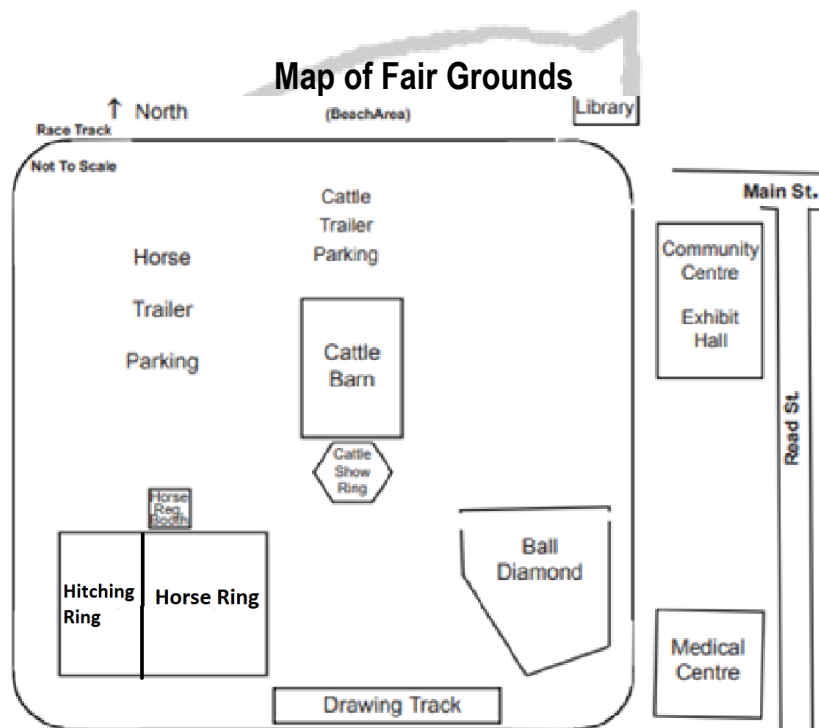 Map of Fair Grounds
↑ North
(BeachArea)
Library
Race Track
Not To Scale
Main St.
Cattle
Trailer
Parking
Horse
Trailer
Parking
Community
Centre
Exhibit
Hall
Cattle
Barn
Read St.
Cattle
Show
Ring
Horse
Reg.
Booth
Hitching
Ring
Horse Ring
Ball
Diamond
Medical
Centre
Drawing Track